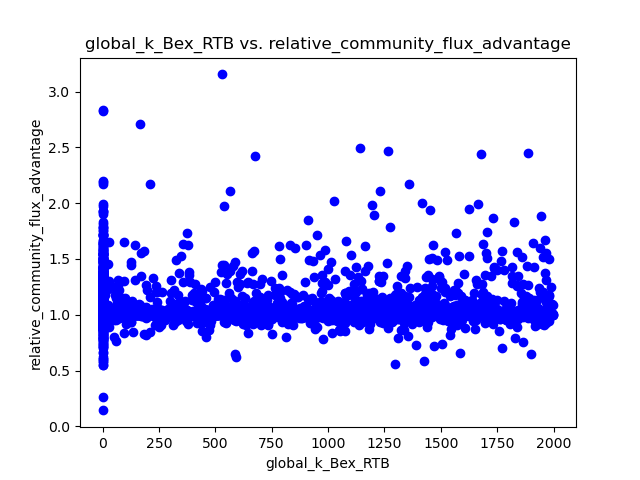 global_k_Bex_RTB vs. relative_community_flux_advantage
relative_community_flux_advantage
3.0
2.5
2.0
1.5
1.0
0.5
0.0
0 250 500 750 1000 1250 1500 1750 2000
global_k_Bex_RTB